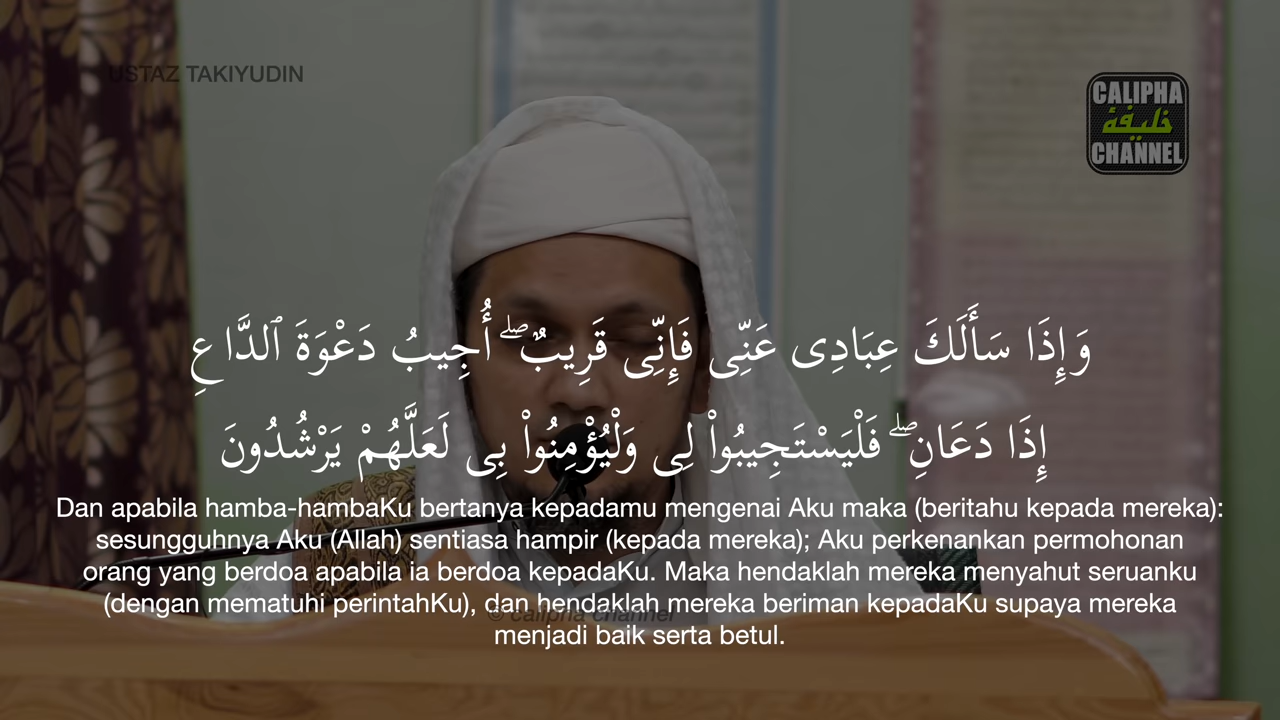 USTAZ TAKIYUDIN
CALIPHA
خليفة
CHANNEL
وَإِذَا سَأَلَكَ عِبَادِى عَنِّى فَإِنِّى قَرِيبٌ ۖ أُجِيبُ دَعْوَةَ ٱلدَّاعِ
إِذَا دَعَانِ ۖ فَلْيَسْتَجِيبُوا۟ لِى وَلْيُؤْمِنُوا۟ بِى لَعَلَّهُمْ يَرْشُدُونَ
Dan apabila hamba-hambaKu bertanya kepadamu mengenai Aku maka (beritahu kepada mereka):
sesungguhnya Aku (Allah) sentiasa hampir (kepada mereka); Aku perkenankan permohonan
orang yang berdoa apabila ia berdoa kepadaKu. Maka hendaklah mereka menyahut seruanku
(dengan mematuhi perintahKu), dan hendaklah mereka beriman kepadaKu supaya mereka
© calipha channel
menjadi baik serta betul.